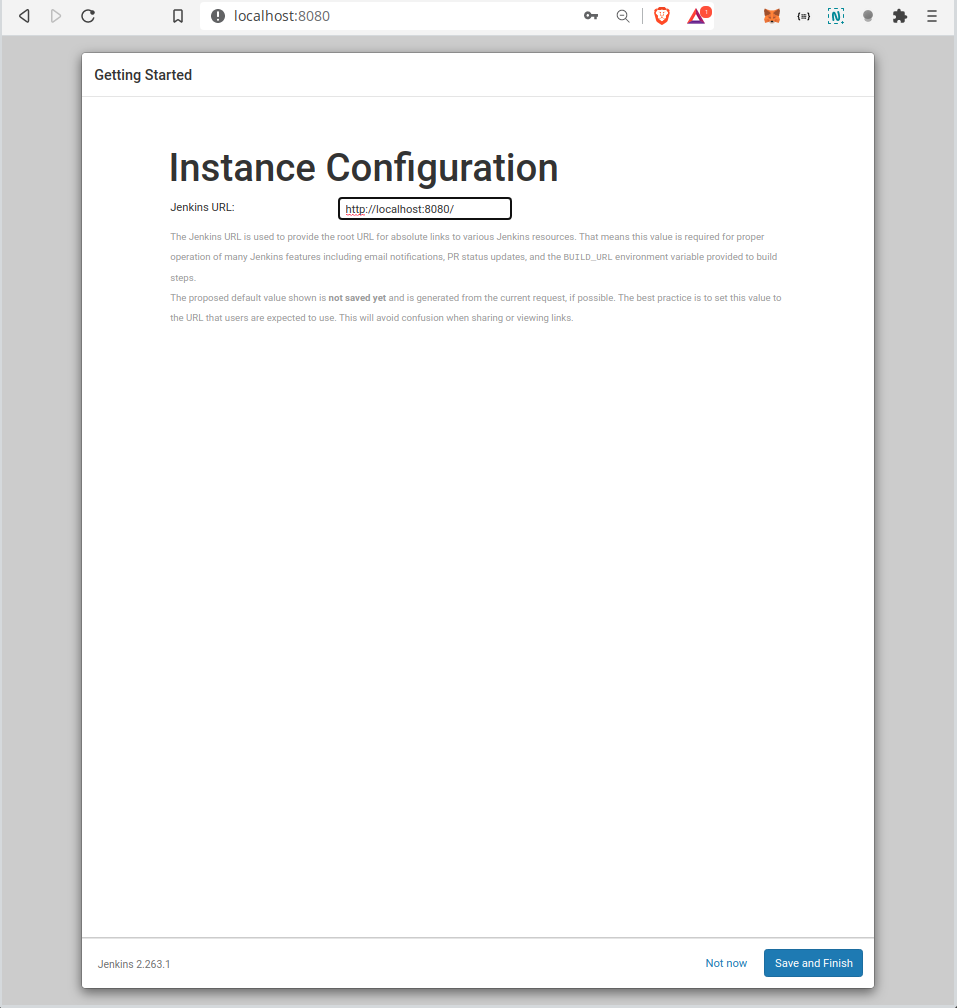 localhost:8080
Getting Started
Instance Configuration
Jenkins URL:
http://localhost:8080/
The Jenkins URL is used to provide the root URL for absolute links to various Jenkins resources. That means this value is required for proper
operation of many Jenkins features including email notifications, PR status updates, and the BUILD_URL environment variable provided to build
steps.
The proposed default value shown is not saved yet and is generated from the current request, if possible. The best practice is to set this value to
the URL that users are expected to use. This will avoid confusion when sharing or viewing links.
Jenkins 2.263.1
Not now
Save and Finish